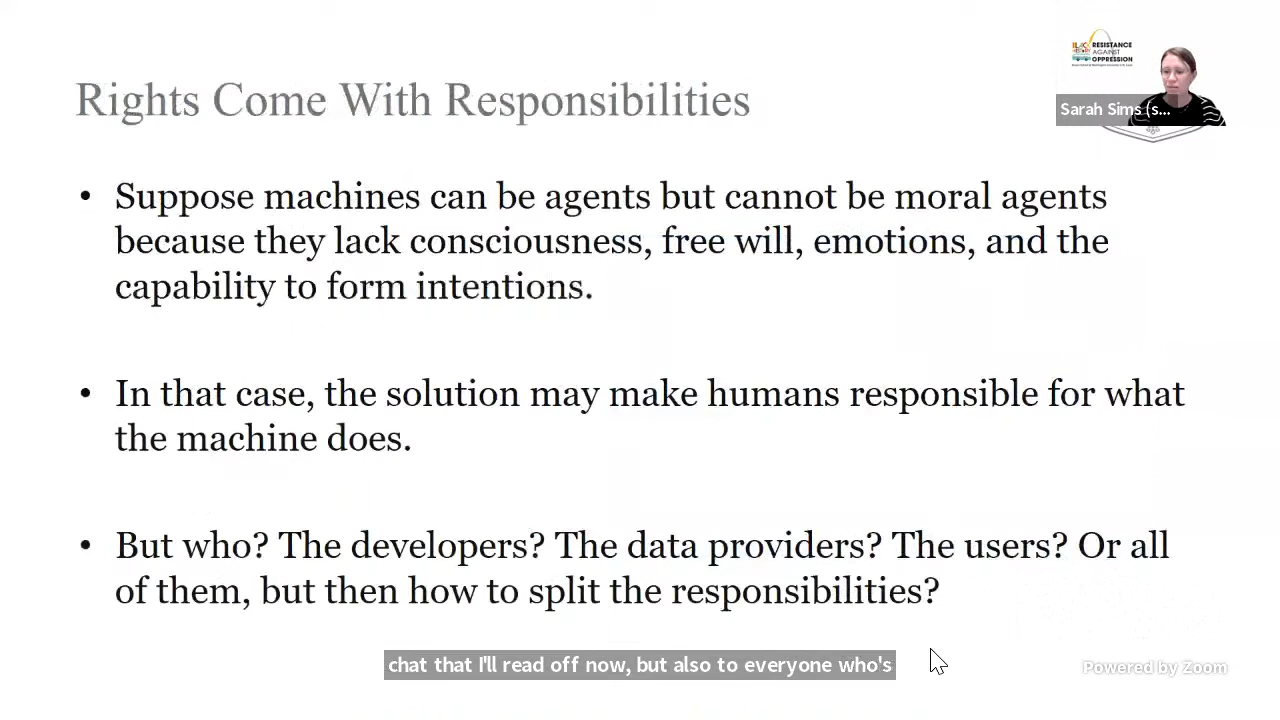 RESISTANCE
AGAINST
OPPRESSION
Rights Come With Responsibilities
Sarah Sims (s...
• Suppose machines can be agents but cannot be moral agents
because they lack consciousness, free will, emotions, and the
capability to form intentions.
• In that case, the solution may make humans responsible for what
the machine does.
• But who? The developers? The data providers? The users? Or all
of them, but then how to split the responsibilities?
chat that I'll read off now, but also to everyone who's
Powered by Zoom